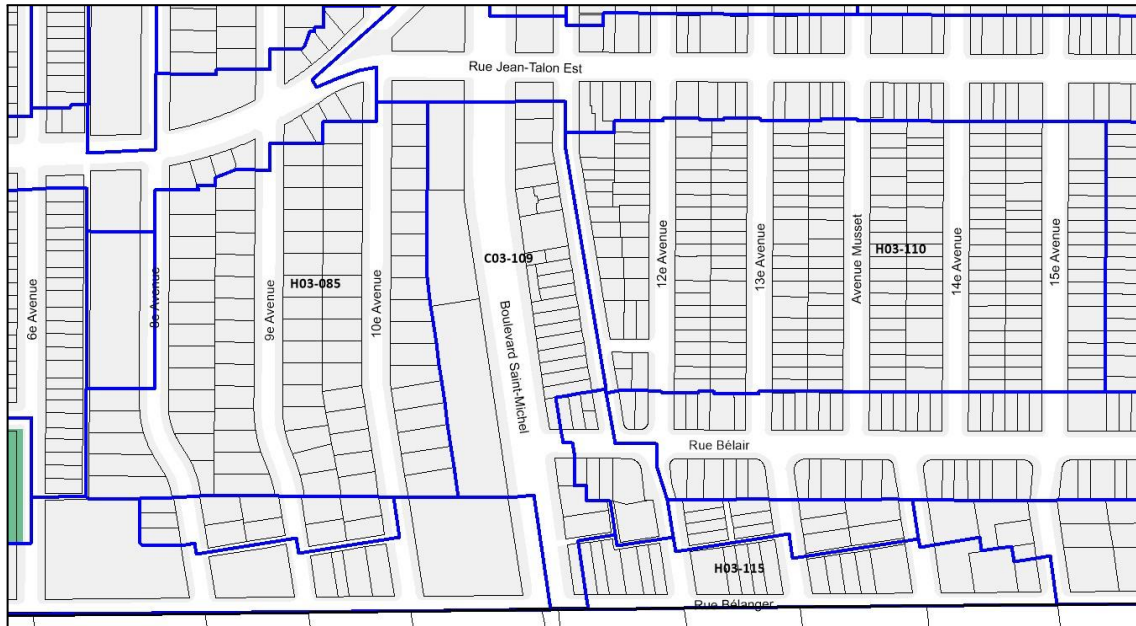 Rue Jean-Talon Est
6e Avenue
8e Avenue
9e Avenue
H03-085
10e Avenue
C03-109
Boulevard Saint-Michel
12e Avenue
13e Avenue
Avenue Musset
H03-110
14e Avenue
15e Avenue
Rue Bélair
H03-115
Rue Bélanger